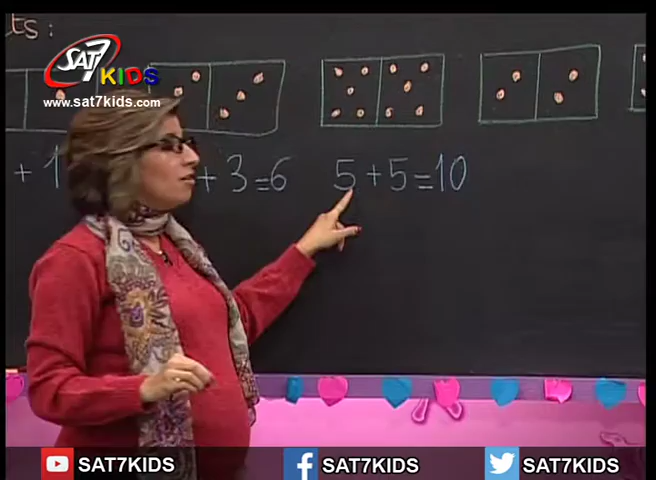 ts:
SAT7
KIDS
www.sat7kids.com
+ 1
+ 3 = 6
5 + 5 = 10
SAT7KIDS
SAT7KIDS
SAT7KIDS